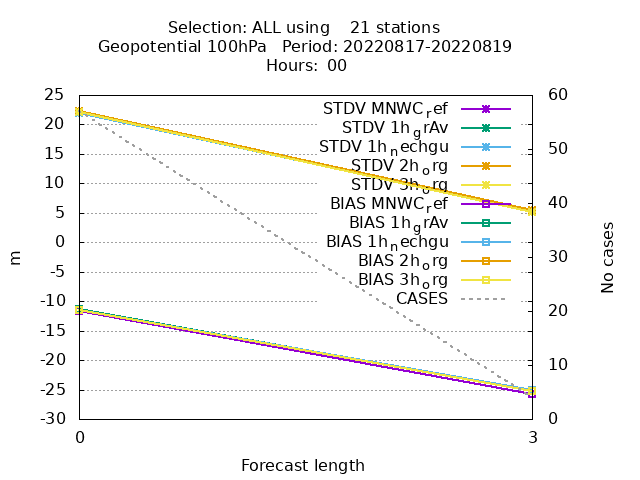 Selection: ALL using 21 stations
Geopotential 100hPa Period: 20220817-20220819
Hours: 00
25
20
15
10
5
0
-5
-10
-15
-20
-25
-30
m
STDV MNWC_ref
STDV 1h_grAv
STDV 1h_nechgu
STDV 2h_org
STDV 3h_org
BIAS MNWC_ref
BIAS 1h_grAv
BIAS 1h_nechgu
BIAS 2h_org
BIAS 3h_org
CASES
60
50
40
30
20
10
0
No cases
0 3
Forecast length